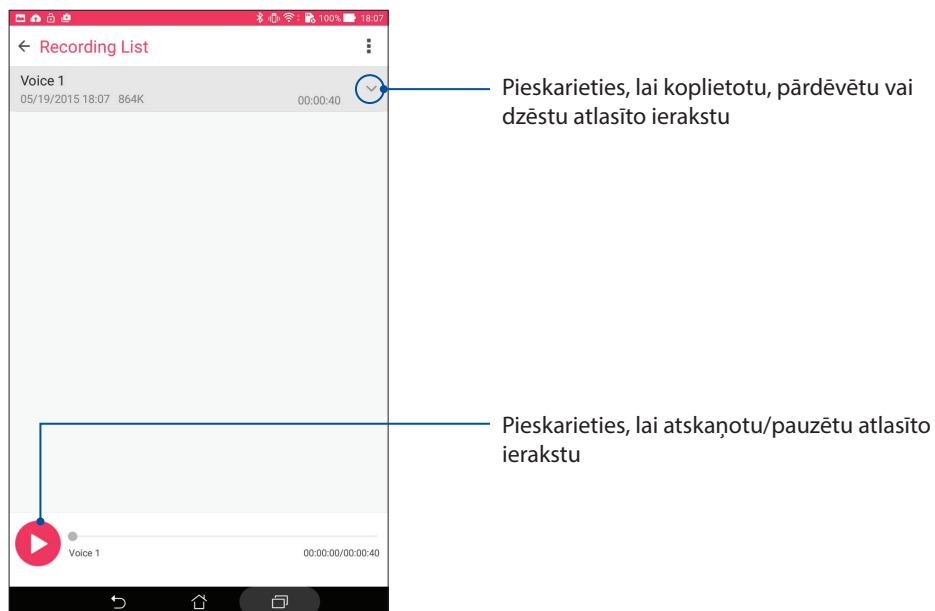 100% 18:07
Recording List
Voice 1
05/19/2015 18:07 864K 00:00:40
Pieskarieties, lai koplietotu, pārdēvētu vai
dzēstu atlasīto ierakstu
Pieskarieties, lai atskaņotu/pauzētu atlasīto
ierakstu
Voice 1 00:00:00/00:00:40